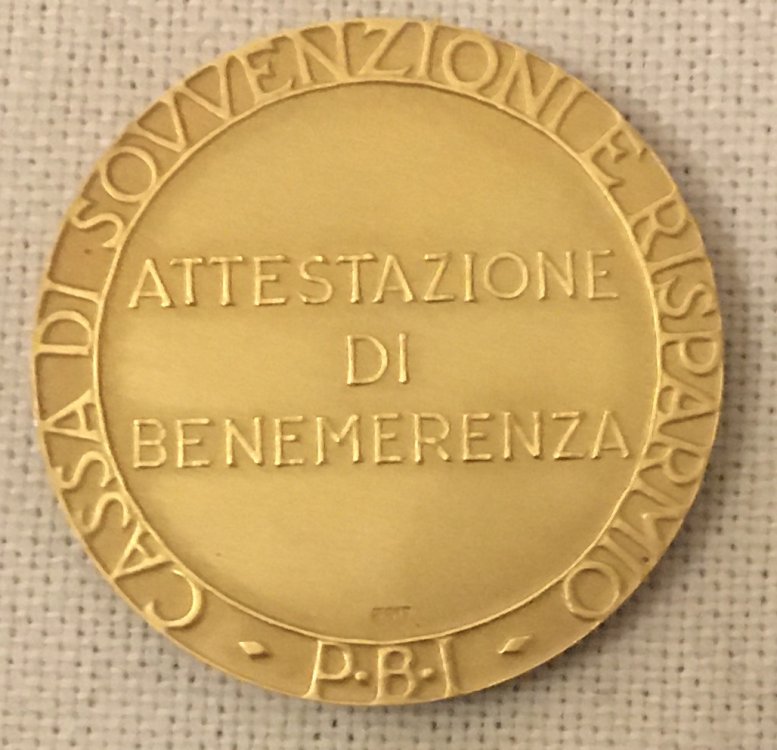 CASSA DI SOVVENZIONI E RISPARMIO
ATTESTAZIONE
DI
BENEMERENZA
P·B·I